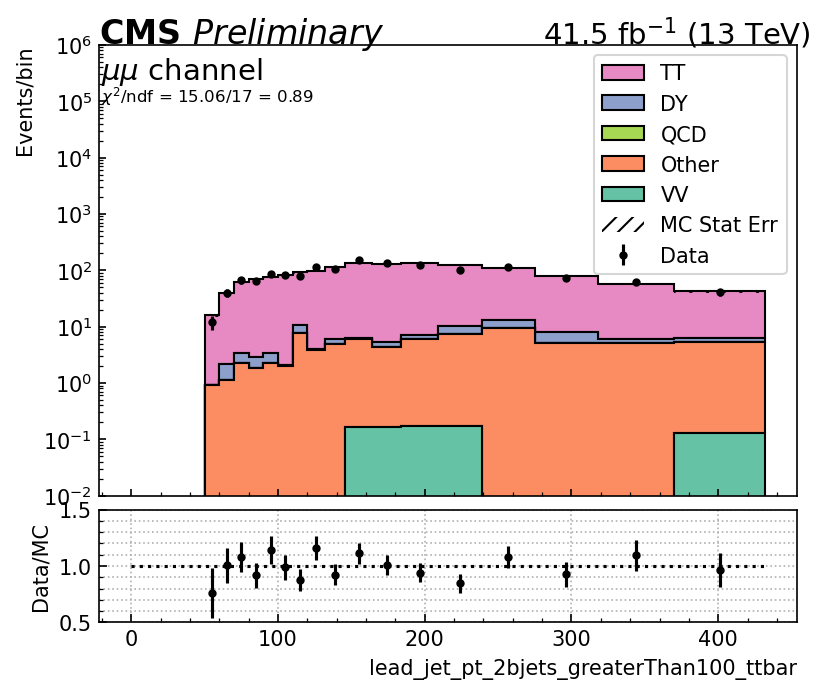 CMS Preliminary 41.5 fb⁻¹ (13 TeV)
μμ channel
χ²/ndf = 15.06/17 = 0.89
Events/bin
10⁶
10⁵
10⁴
10³
10²
10¹
10⁰
10⁻¹
10⁻²
TT
DY
QCD
Other
VV
MC Stat Err
Data
Data/MC
1.5
1.0
0.5
0 100 200 300 400
lead_jet_pt_2bjets_greaterThan100_ttbar